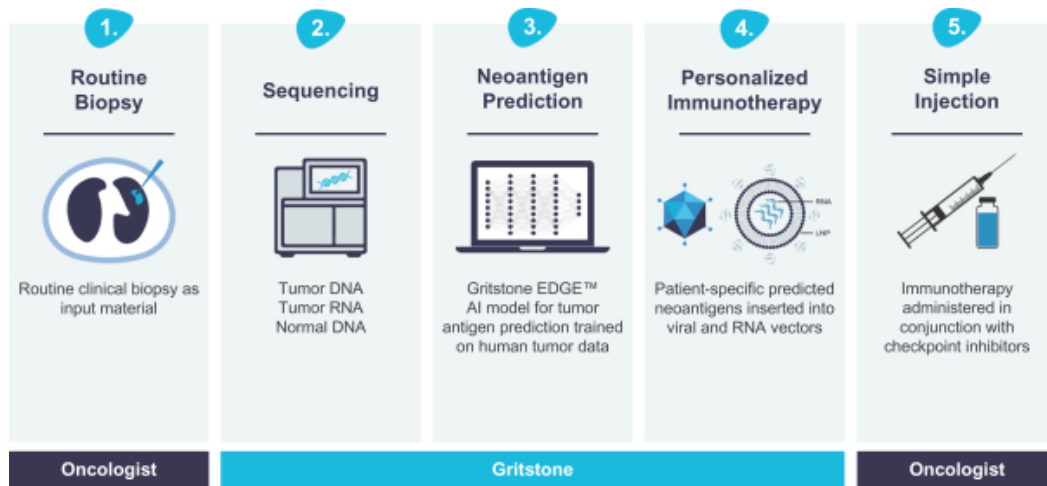 1.
Routine
Biopsy
Routine clinical biopsy as
input material
2.
Sequencing
Tumor DNA
Tumor RNA
Normal DNA
3.
Neoantigen
Prediction
Gritstone EDGE™
AI model for tumor
antigen prediction trained
on human tumor data
4.
Personalized
Immunotherapy
RNA
LNP
Patient-specific predicted
neoantigens inserted into
viral and RNA vectors
5.
Simple
Injection
Immunotherapy
administered in
conjunction with
checkpoint inhibitors
Oncologist
Gritstone
Oncologist